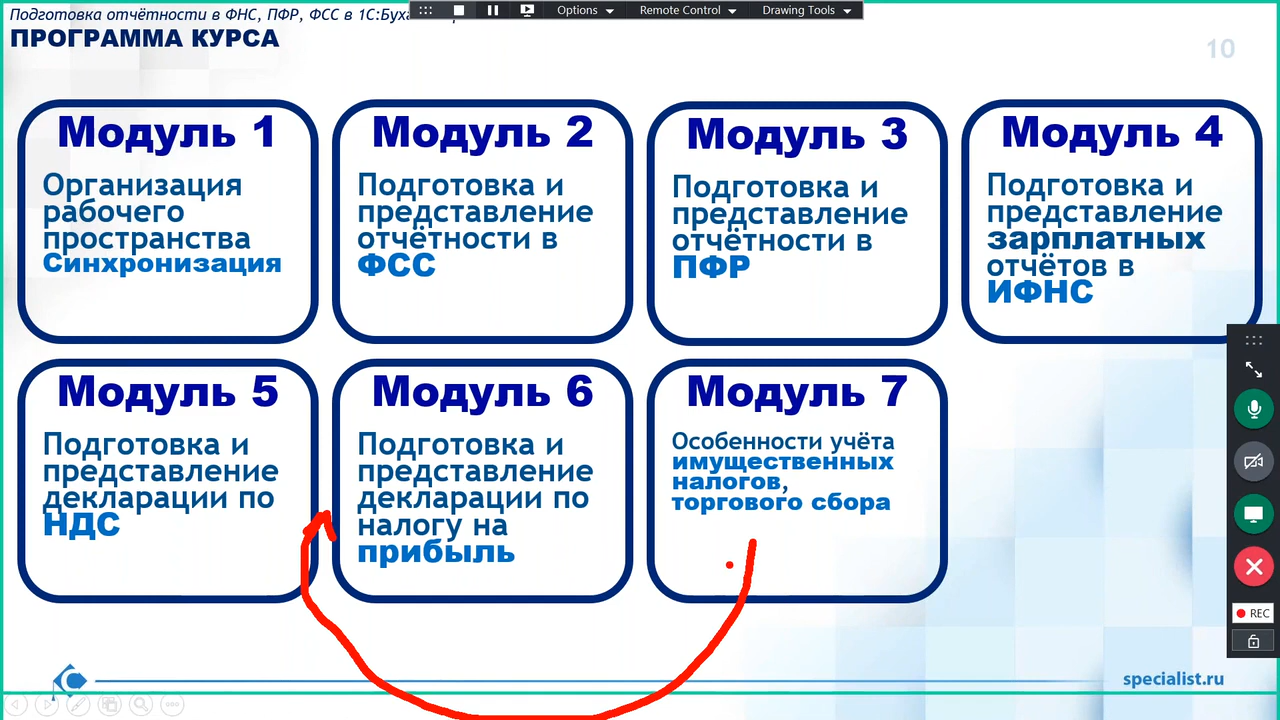 Подготовка отчётности в ФНС, ПФР, ФСС в 1С:Буха
Options
Remote Control
Drawing Tools
ПРОГРАММА КУРСА
10
Модуль 1
Организация
рабочего
пространства
Синхронизация
Модуль 2
Подготовка и
представление
отчётности в
ФСС
Модуль 3
Подготовка и
представление
отчётности в
ПФР
Модуль 4
Подготовка и
представление
зарплатных
отчётов в
ИФНС
Модуль 5
Подготовка и
представление
декларации по
НДС
Модуль 6
Подготовка и
представление
декларации по
налогу на
прибыль
Модуль 7
Особенности учёта
имущественных
налогов,
торгового сбора
REC
specialist.ru